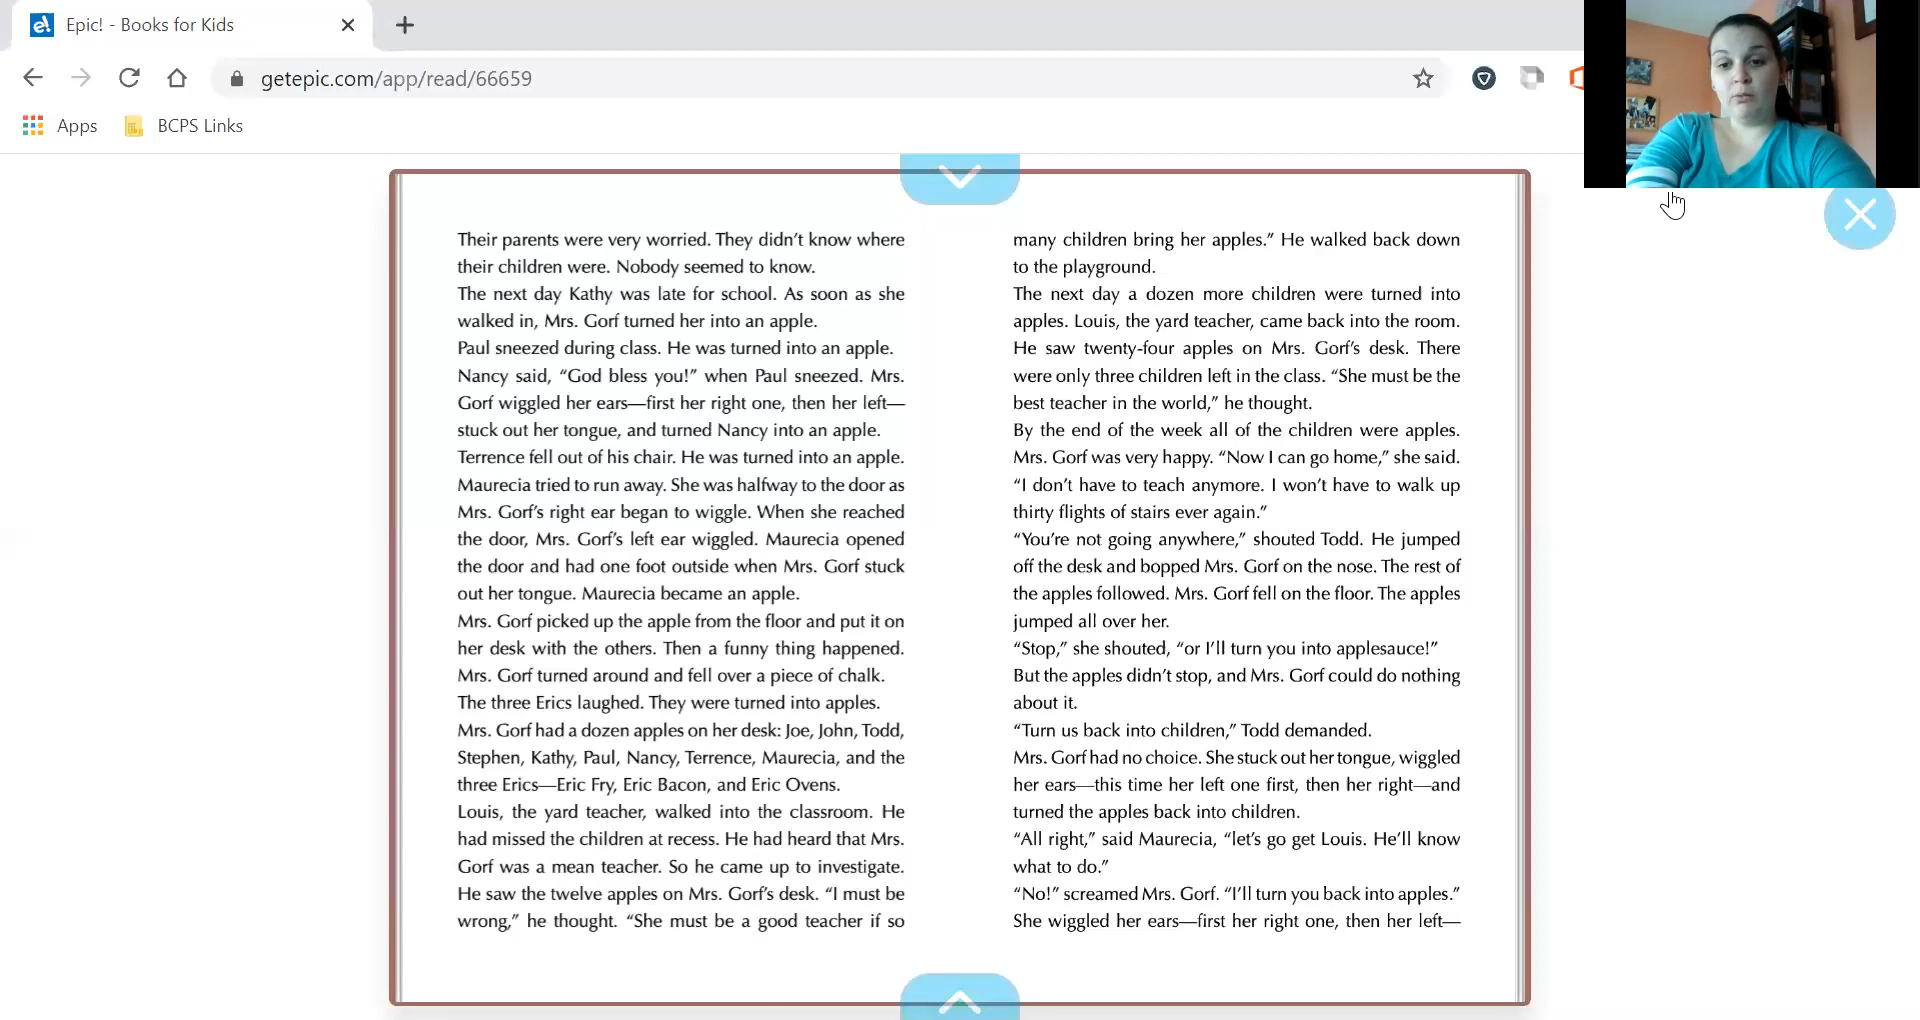 Epic! - Books for Kids
getepic.com/app/read/66659
Apps
BCPS Links
Their parents were very worried. They didn’t know where
their children were. Nobody seemed to know.
The next day Kathy was late for school. As soon as she
walked in, Mrs. Gorf turned her into an apple.
Paul sneezed during class. He was turned into an apple.
Nancy said, “God bless you!” when Paul sneezed. Mrs.
Gorf wiggled her ears—first her right one, then her left—
stuck out her tongue, and turned Nancy into an apple.
Terrence fell out of his chair. He was turned into an apple.
Maurecia tried to run away. She was halfway to the door as
Mrs. Gorf’s right ear began to wiggle. When she reached
the door, Mrs. Gorf’s left ear wiggled. Maurecia opened
the door and had one foot outside when Mrs. Gorf stuck
out her tongue. Maurecia became an apple.
Mrs. Gorf picked up the apple from the floor and put it on
her desk with the others. Then a funny thing happened.
Mrs. Gorf turned around and fell over a piece of chalk.
The three Erics laughed. They were turned into apples.
Mrs. Gorf had a dozen apples on her desk: Joe, John, Todd,
Stephen, Kathy, Paul, Nancy, Terrence, Maurecia, and the
three Erics—Eric Fry, Eric Bacon, and Eric Ovens.
Louis, the yard teacher, walked into the classroom. He
had missed the children at recess. He had heard that Mrs.
Gorf was a mean teacher. So he came up to investigate.
He saw the twelve apples on Mrs. Gorf’s desk. “I must be
wrong,” he thought. “She must be a good teacher if so
many children bring her apples.” He walked back down
to the playground.
The next day a dozen more children were turned into
apples. Louis, the yard teacher, came back into the room.
He saw twenty-four apples on Mrs. Gorf’s desk. There
were only three children left in the class. “She must be the
best teacher in the world,” he thought.
By the end of the week all of the children were apples.
Mrs. Gorf was very happy. “Now I can go home,” she said.
“I don’t have to teach anymore. I won’t have to walk up
thirty flights of stairs ever again.”
“You’re not going anywhere,” shouted Todd. He jumped
off the desk and bopped Mrs. Gorf on the nose. The rest of
the apples followed. Mrs. Gorf fell on the floor. The apples
jumped all over her.
“Stop,” she shouted, “or I’ll turn you into applesauce!”
But the apples didn’t stop, and Mrs. Gorf could do nothing
about it.
“Turn us back into children,” Todd demanded.
Mrs. Gorf had no choice. She stuck out her tongue, wiggled
her ears—this time her left one first, then her right—and
turned the apples back into children.
“All right,” said Maurecia, “let’s go get Louis. He’ll know
what to do.”
“No!” screamed Mrs. Gorf. “I’ll turn you back into apples.”
She wiggled her ears—first her right one, then her left—